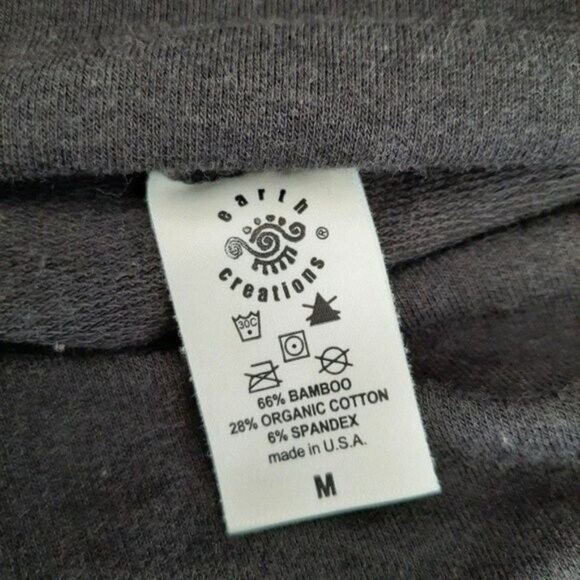 earth
creations ®
30C
66% BAMBOO
28% ORGANIC COTTON
6% SPANDEX
made in U.S.A.
M